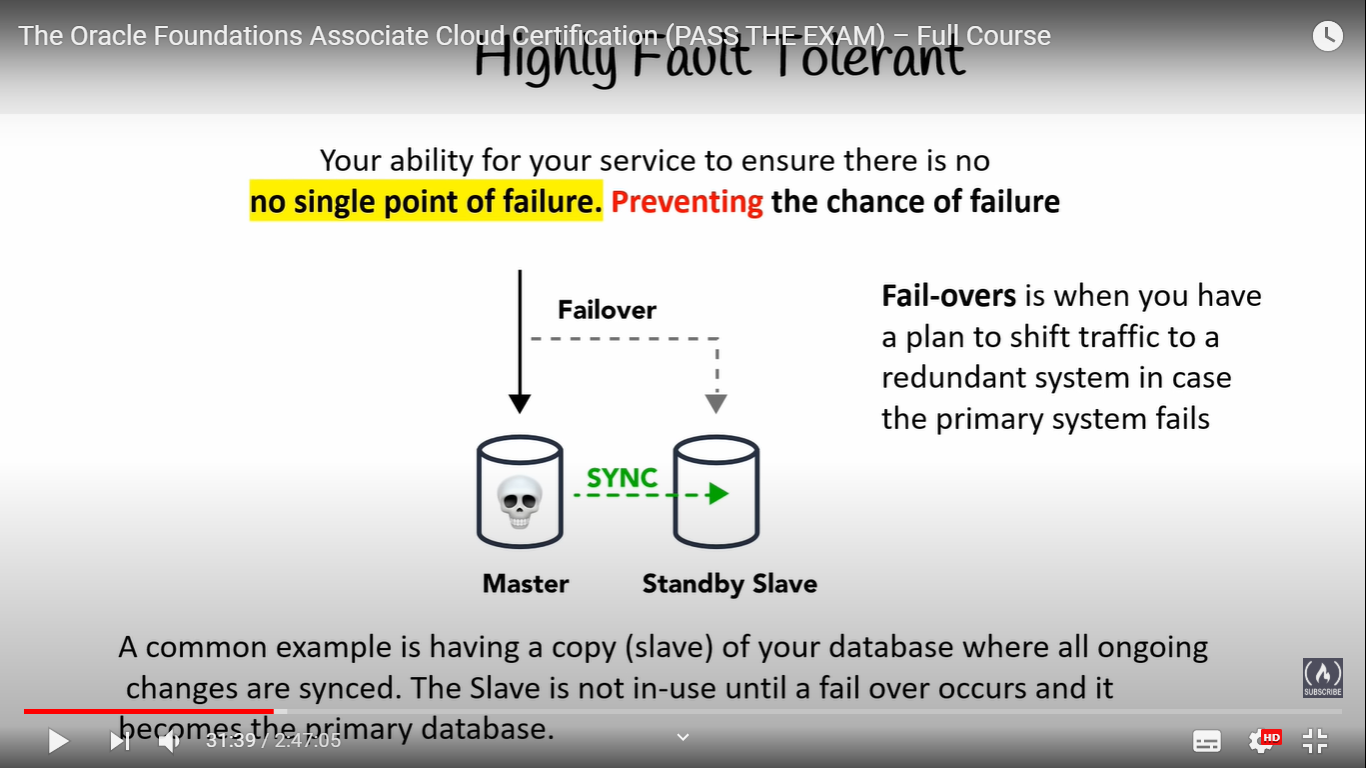 The Oracle Foundations Associate Cloud Certification (PASS THE EXAM) – Full Course
Highly Fault Tolerant
Your ability for your service to ensure there is no
no single point of failure. Preventing the chance of failure
Failover
Fail-overs is when you have
a plan to shift traffic to a
redundant system in case
the primary system fails
SYNC
Master
Standby Slave
A common example is having a copy (slave) of your database where all ongoing
changes are synced. The Slave is not in-use until a fail over occurs and it
becomes the primary database.
SUBSCRIBE
31:39 / 2:47:05
HD